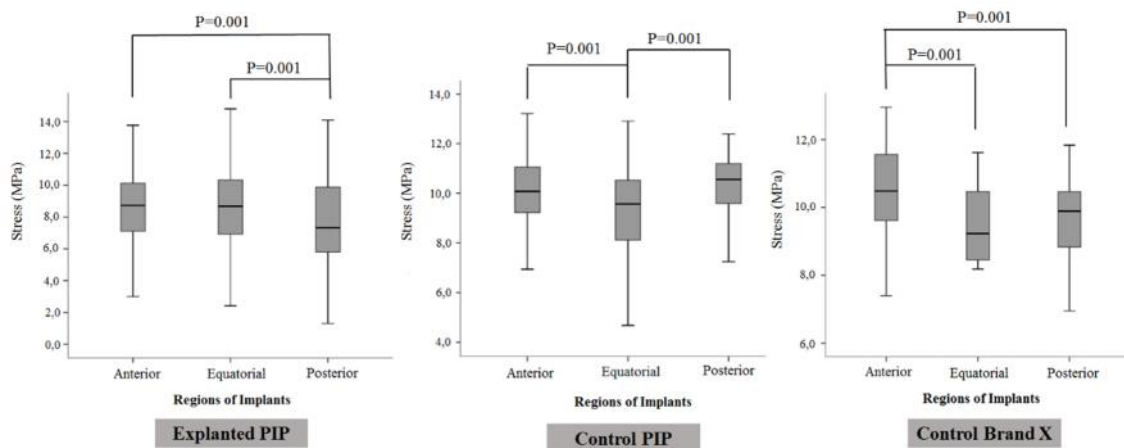 P=0.001
P=0.001
Stress (MPa)
14,0
12,0
10,0
8,0
6,0
4,0
2,0
0,0
Anterior Equatorial Posterior
Regions of Implants
Explanted PIP
P=0.001 P=0.001
Stress (MPa)
14,0
12,0
10,0
8,0
6,0
4,0
Anterior Equatorial Posterior
Regions of Implants
Control PIP
P=0.001
P=0.001
Stress (MPa)
12,0
10,0
8,0
6,0
Anterior Equatorial Posterior
Regions of Implants
Control Brand X